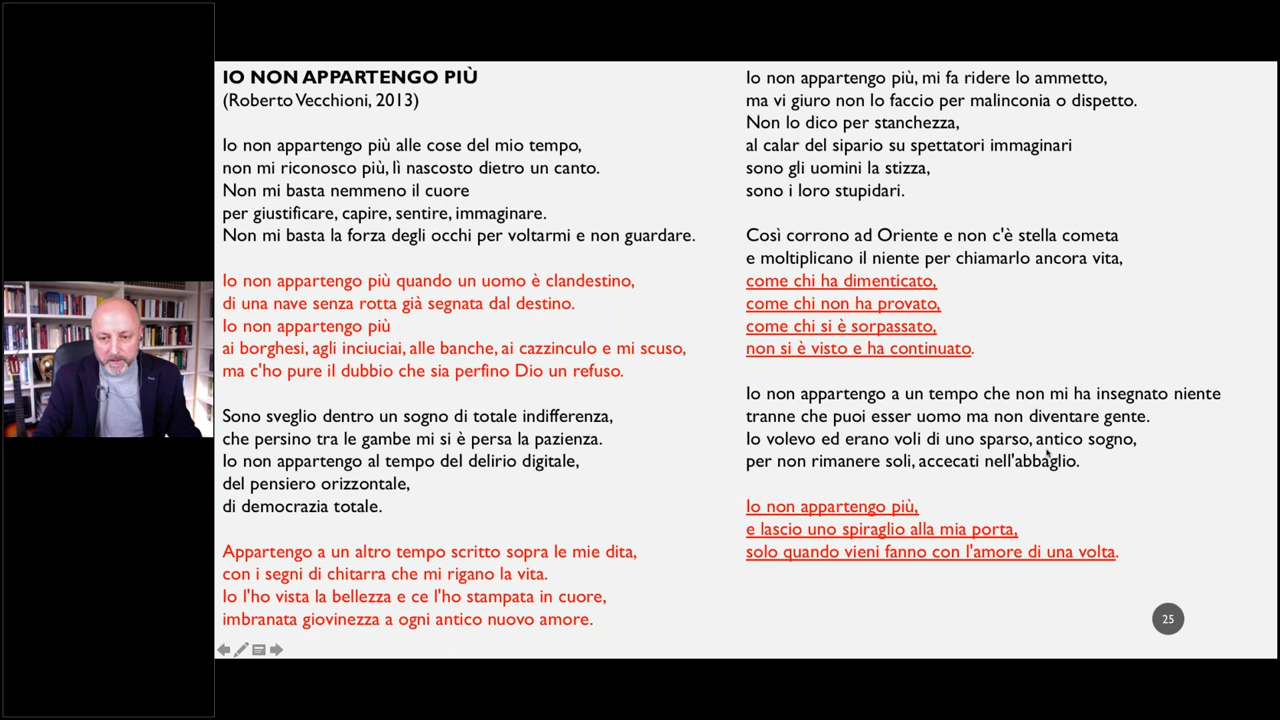 IO NON APPARTENGO PIÙ
(Roberto Vecchioni, 2013)
Io non appartengo più alle cose del mio tempo,
non mi riconosco più, lì nascosto dietro un canto.
Non mi basta nemmeno il cuore
per giustificare, capire, sentire, immaginare.
Non mi basta la forza degli occhi per voltarmi e non guardare.
Io non appartengo più quando un uomo è clandestino,
di una nave senza rotta già segnata dal destino.
Io non appartengo più
ai borghesi, agli inciuciai, alle banche, ai cazzinculo e mi scuso,
ma c'ho pure il dubbio che sia perfino Dio un refuso.
Sono sveglio dentro un sogno di totale indifferenza,
che persino tra le gambe mi si è persa la pazienza.
Io non appartengo al tempo del delirio digitale,
del pensiero orizzontale,
di democrazia totale.
Appartengo a un altro tempo scritto sopra le mie dita,
con i segni di chitarra che mi rigano la vita.
Io l'ho vista la bellezza e ce l'ho stampata in cuore,
imbranata giovinezza a ogni antico nuovo amore.
Io non appartengo più, mi fa ridere lo ammetto,
ma vi giuro non lo faccio per malinconia o dispetto.
Non lo dico per stanchezza,
al calar del sipario su spettatori immaginari
sono gli uomini la stizza,
sono i loro stupidari.
Così corrono ad Oriente e non c'è stella cometa
e moltiplicano il niente per chiamarlo ancora vita,
come chi ha dimenticato,
come chi non ha provato,
come chi si è sorpassato,
non si è visto e ha continuato.
Io non appartengo a un tempo che non mi ha insegnato niente
tranne che puoi esser uomo ma non diventare gente.
Io volevo ed erano voli di uno sparso, antico sogno,
per non rimanere soli, accecati nell'abbaglio.
Io non appartengo più,
e lascio uno spiraglio alla mia porta,
solo quando vieni fanno con l'amore di una volta.
25